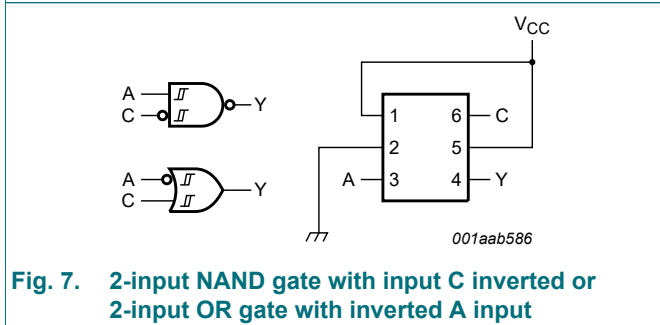 VCC
A
C
Y
A
C
Y
1
2
3
6
5
4
C
Y
A
001aab586
Fig. 7. 2-input NAND gate with input C inverted or
2-input OR gate with inverted A input